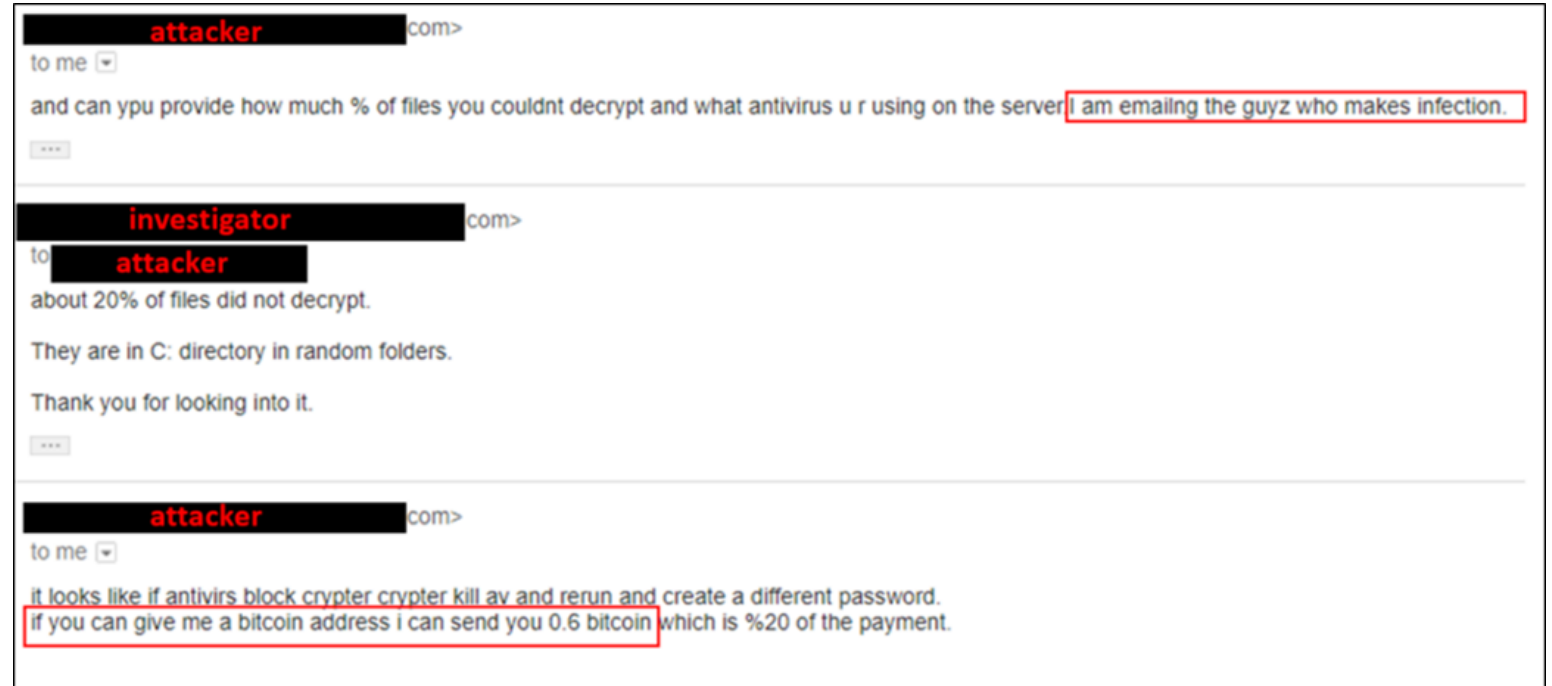 attacker com>
to me
and can ypu provide how much % of files you couldnt decrypt and what antivirus u r using on the server I am emailng the guyz who makes infection.
...
investigator com>
to attacker
about 20% of files did not decrypt.
They are in C: directory in random folders.
Thank you for looking into it.
...
attacker com>
to me
it looks like if antivirs block crypter crypter kill av and rerun and create a different password.
if you can give me a bitcoin address i can send you 0.6 bitcoin which is %20 of the payment.